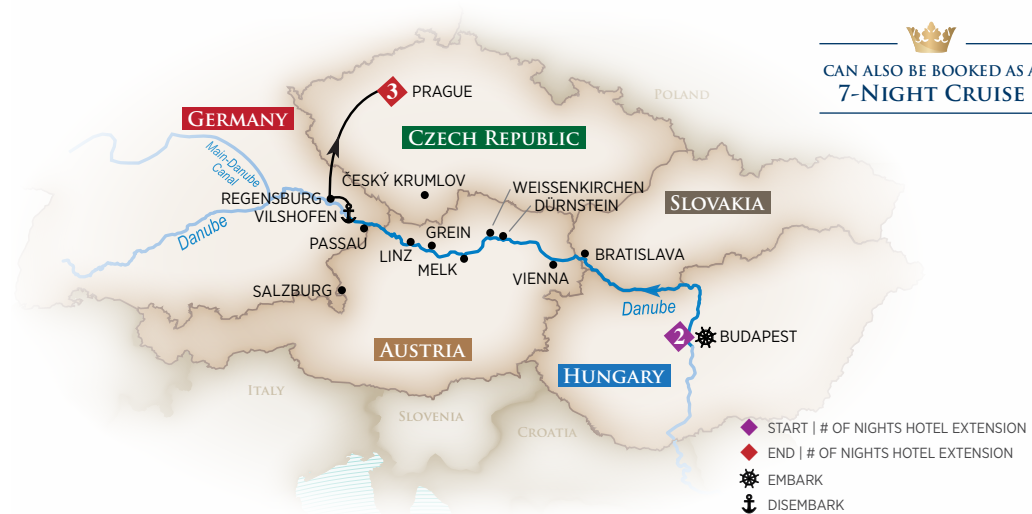 CAN ALSO BE BOOKED AS A
7-NIGHT CRUISE
POLAND
3
PRAGUE
GERMANY
CZECH REPUBLIC
Main-Danube
Canal
ČESKÝ KRUMLOV
WEISSENKIRCHEN
DÜRNSTEIN
SLOVAKIA
REGENSBURG
VILSHOFEN
Danube
PASSAU
GREIN
LINZ
MELK
VIENNA
BRATISLAVA
SALZBURG
Danube
2
BUDAPEST
AUSTRIA
HUNGARY
ITALY
SLOVENIA
CROATIA
START | # OF NIGHTS HOTEL EXTENSION
END | # OF NIGHTS HOTEL EXTENSION
EMBARK
DISEMBARK